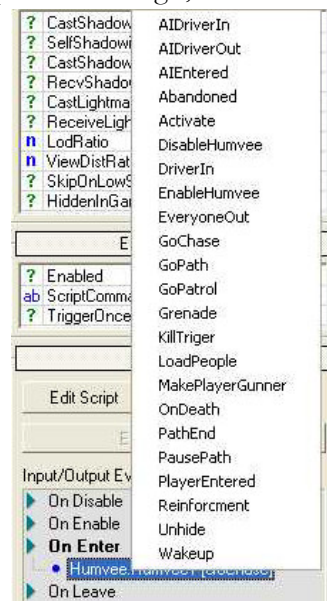 CastShadow
SelfShadowi
CastShadow
RecvShado
CastLightma
ReceiveLigh
n LodRatio
n ViewDistRat
SkipOnLowS
HiddenInGa
E
? Enabled
ab ScriptComma
? TriggerOnce
Edit Script
E
Input/Output Ev
On Disable
On Enable
On Enter
On Leave
AIDriverIn
AIDriverOut
AIEntered
Abandoned
Activate
DisableHumvee
DriverIn
EnableHumvee
EveryoneOut
GoChase
GoPath
GoPatrol
Grenade
KillTriger
LoadPeople
MakePlayerGunner
OnDeath
PathEnd
PausePath
PlayerEntered
Reinforcment
Unhide
Wakeup